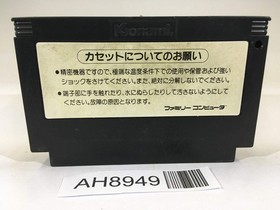 Konami
カセットについてのお願い
●精密機器ですので、極端な温度条件下での使用や保管および強い
ショックをさけてください。また、絶対に分解しないでください。
●端子部に手を触れたり、水にぬらしたりして汚さないようにして
ください。故障の原因となります。
ファミリーコンピュータ
AH8949